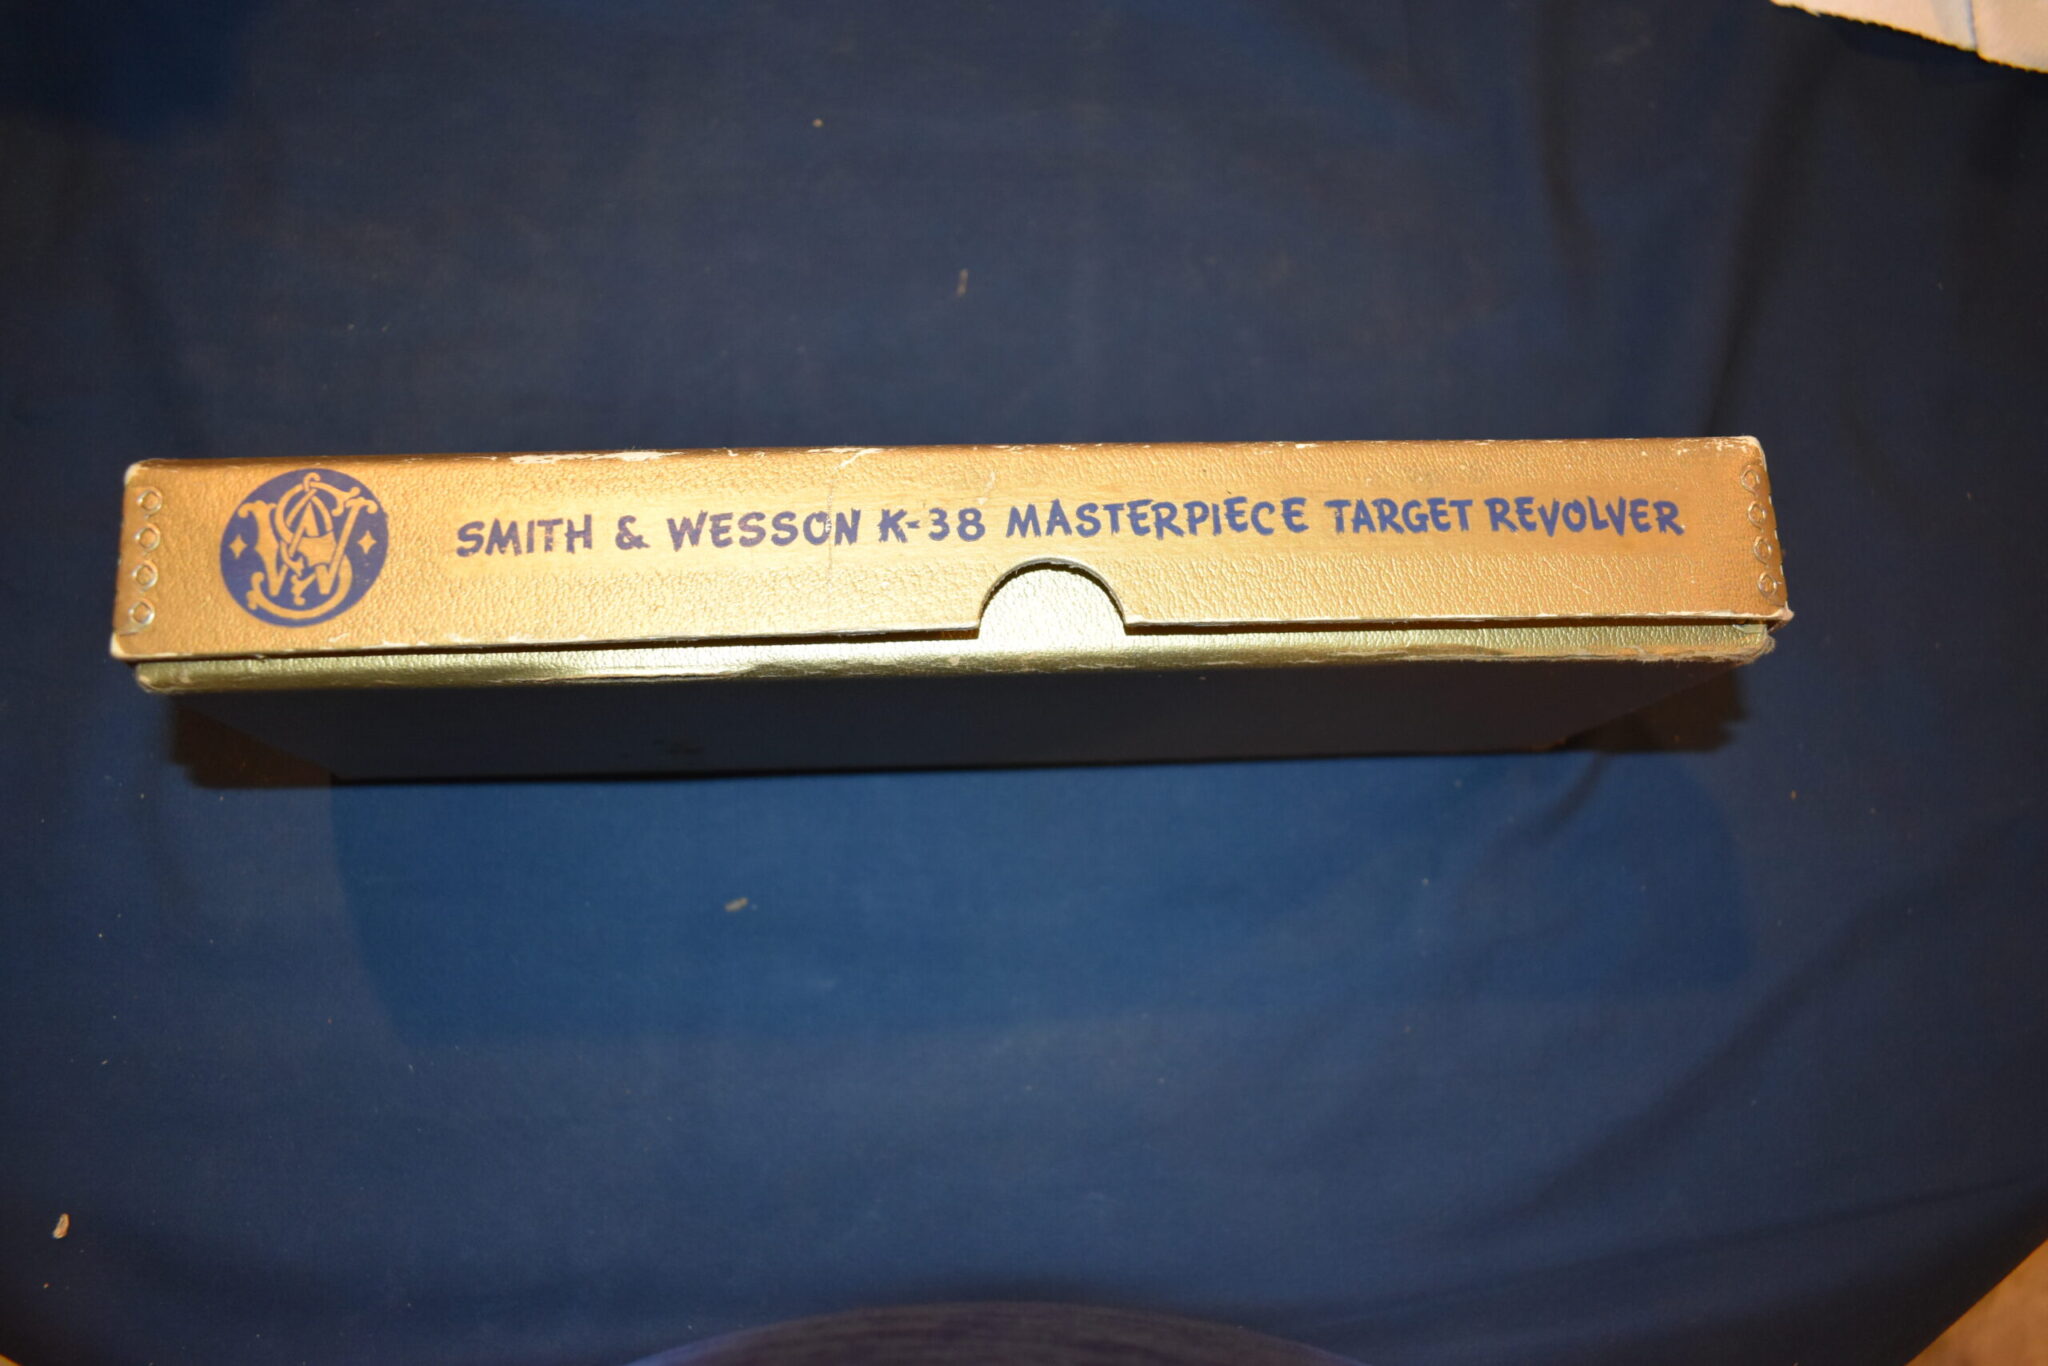 SMITH & WESSON K-38 MASTERPIECE TARGET REVOLVER